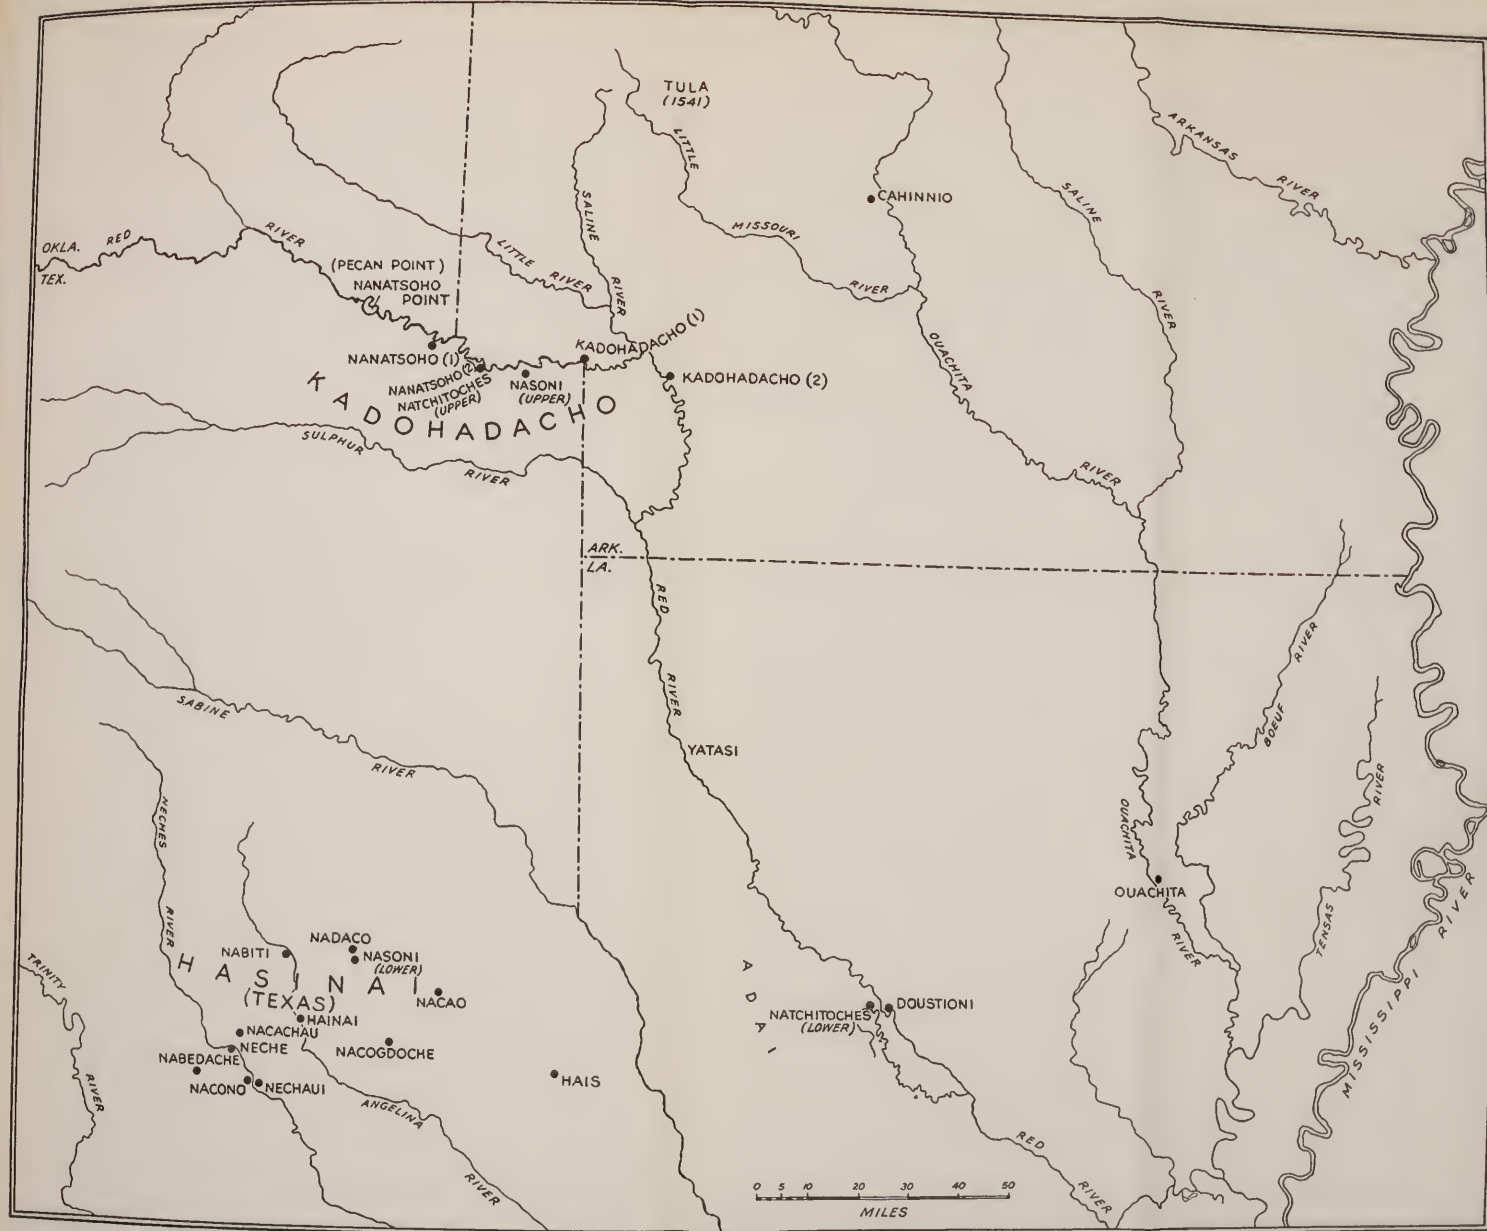 TULA
(1541)
LITTLE
MISSOURI
RIVER
ARKANSAS
RIVER
SALINE
RIVER
SALINE
RIVER
CAHINNIO
OKLA.
TEX.
RED
RIVER
LITTLE
RIVER
(PECAN POINT)
NANATSOHO
POINT
NANATSOHO (1)
NANATSOHO (2)
NATCHITOCHES
(UPPER)
NASONI
(UPPER)
KADOHADACHO (1)
KADOHADACHO (2)
KADOHADACHO
OUACHITA
RIVER
SULPHUR
RIVER
ARK.
LA.
RED
RIVER
YATASI
SABINE
RIVER
BOEUF
RIVER
TENSAS
RIVER
OUACHITA
OUACHITA
RIVER
MISSISSIPPI
RIVER
NECHES
RIVER
TRINITY
RIVER
HASINAI
(TEXAS)
NABITI
NADACO
NASONI
(LOWER)
NACAO
HAINAI
NACACHAU
NECHE
NACOGDOCHE
NABEDACHE
NACONO
NECHAUI
HAIS
ANGELINA
RIVER
ADAI
NATCHITOCHES
(LOWER)
DOUSTIONI
RED
RIVER
0 5 10 20 30 40 50
MILES